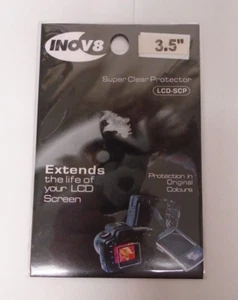 INOV8
3.5"
Super Clear Protector
LCD-SCP
Extends
the life of
your LCD
Screen
Protection in
Original
Colours